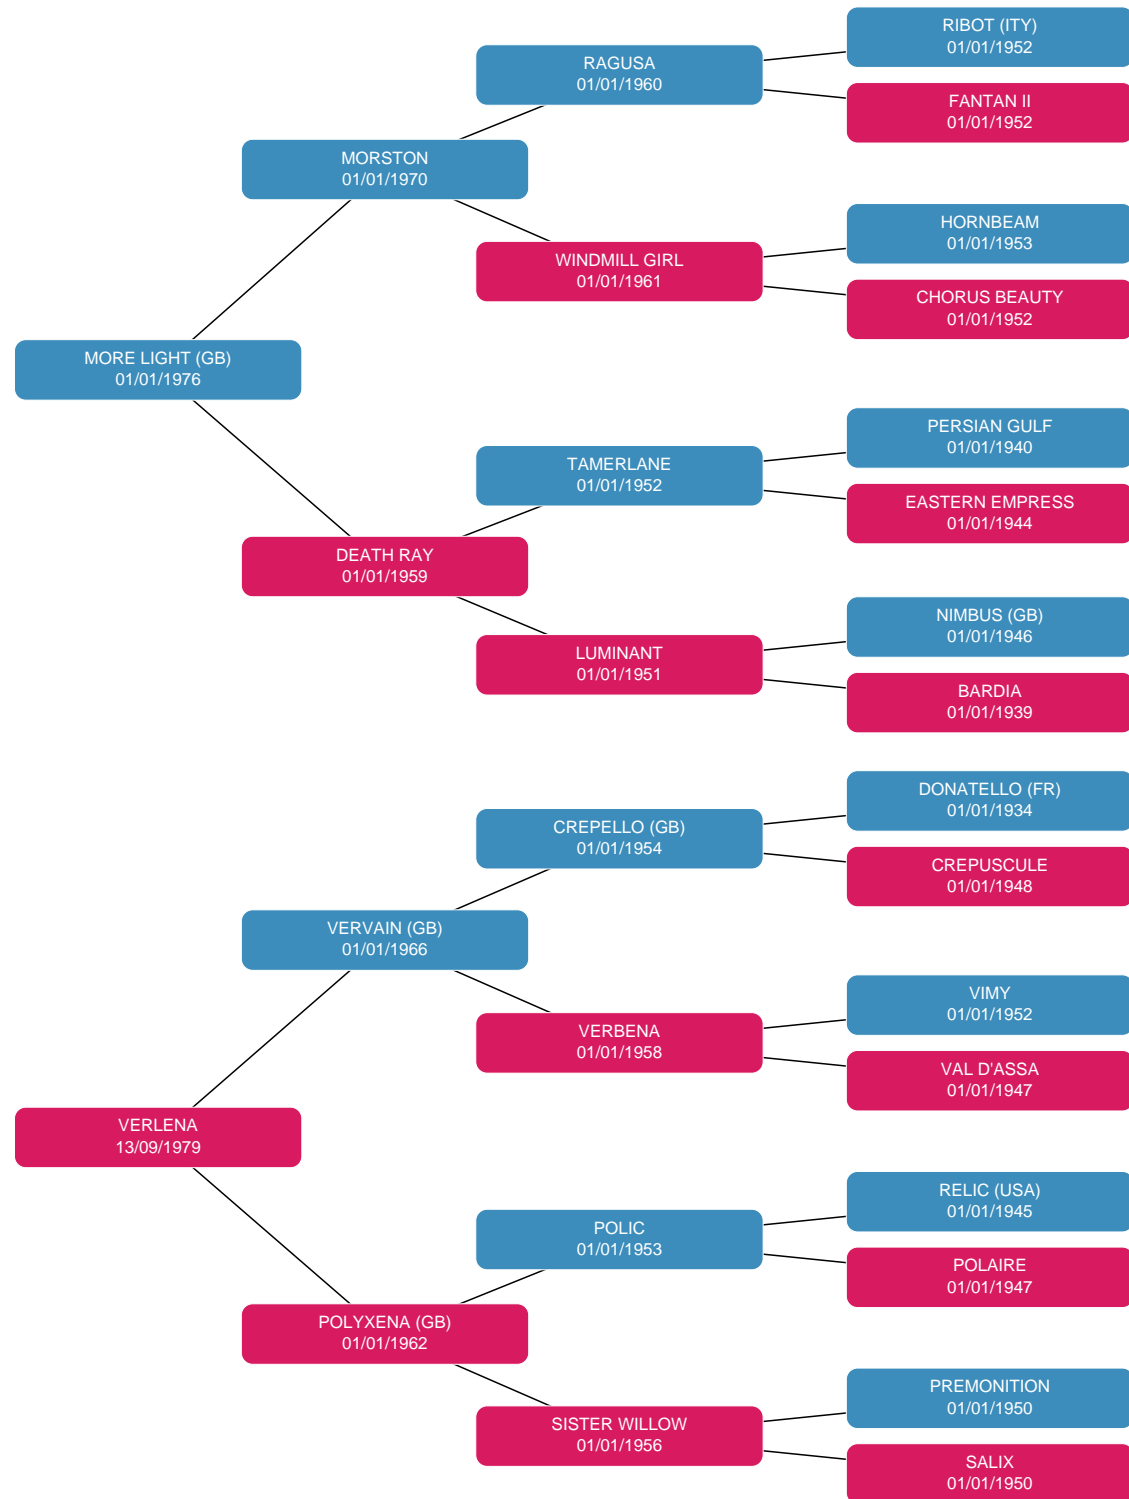 RIBOT (ITY)
01/01/1952
RAGUSA
01/01/1960
FANTAN II
01/01/1952
MORSTON
01/01/1970
HORNBEAM
01/01/1953
WINDMILL GIRL
01/01/1961
CHORUS BEAUTY
01/01/1952
MORE LIGHT (GB)
01/01/1976
PERSIAN GULF
01/01/1940
TAMERLANE
01/01/1952
EASTERN EMPRESS
01/01/1944
DEATH RAY
01/01/1959
NIMBUS (GB)
01/01/1946
LUMINANT
01/01/1951
BARDIA
01/01/1939
DONATELLO (FR)
01/01/1934
CREPELLO (GB)
01/01/1954
CREPUSCULE
01/01/1948
VERVAIN (GB)
01/01/1966
VIMY
01/01/1952
VERBENA
01/01/1958
VAL D'ASSA
01/01/1947
VERLENA
13/09/1979
RELIC (USA)
01/01/1945
POLIC
01/01/1953
POLAIRE
01/01/1947
POLYXENA (GB)
01/01/1962
PREMONITION
01/01/1950
SISTER WILLOW
01/01/1956
SALIX
01/01/1950